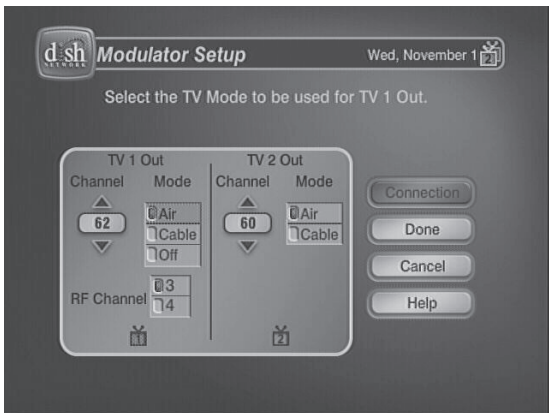 dish
NETWORK
Modulator Setup
Wed, November 1
2
Select the TV Mode to be used for TV 1 Out.
TV 1 Out
Channel Mode
62
Air
Cable
Off
RF Channel
3
4
1
TV 2 Out
Channel Mode
60
Air
Cable
2
Connection
Done
Cancel
Help